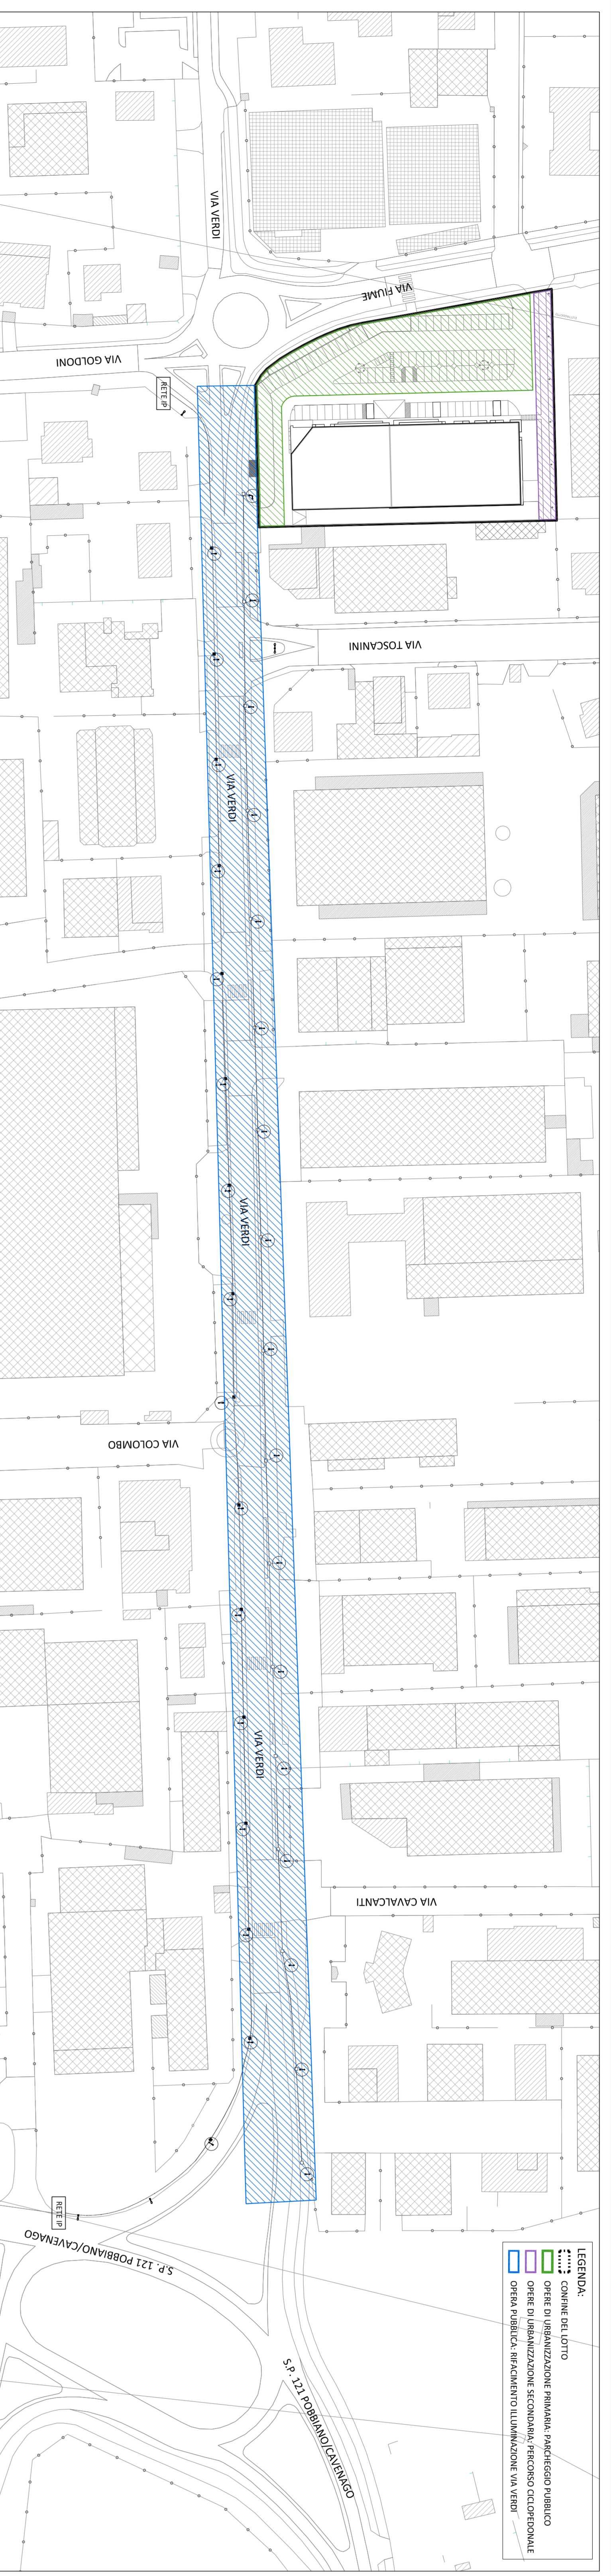 VIA VERDI
VIA FIUME
VIA GOLDONI
RETE IP
VIA TOSCANINI
VIA VERDI
VIA VERDI
VIA COLOMBO
VIA VERDI
VIA CAVALCANTI
RETE IP
S.P. 121 POBBIANO/CAVENAGO
S.P. 121 POBBIANO/CAVENAGO
LEGENDA:
CONFINE DEL LOTTO
OPERE DI URBANIZZAZIONE PRIMARIA: PARCHEGGIO PUBBLICO
OPERE DI URBANIZZAZIONE SECONDARIA: PERCORSO CICLOPEDONALE
OPERA PUBBLICA: RIFACIMENTO ILLUMINAZIONE VIA VERDI